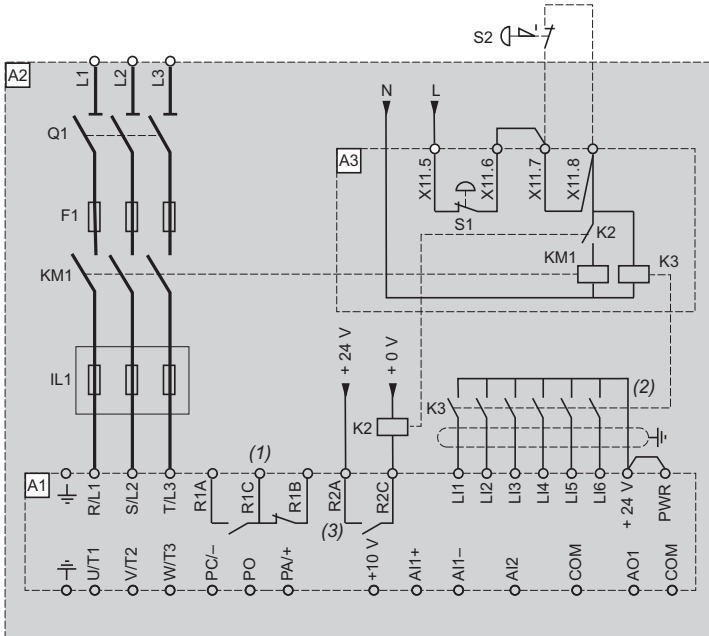 S2
A2
L1 L2 L3
N L
Q1
A3
X11.5 X11.6 X11.7 X11.8
S1
K2
F1
KM1 K3
KM1
+ 24 V + 0 V
IL1
(2)
K3
K2
(1)
A1
R/L1 S/L2 T/L3 R1A R1C R1B R2A R2C LI1 LI2 LI3 LI4 LI5 LI6 + 24 V PWR
(3)
U/T1 V/T2 W/T3 PC/– PO PA/+ +10 V AI1+ AI1– AI2 COM AO1 COM